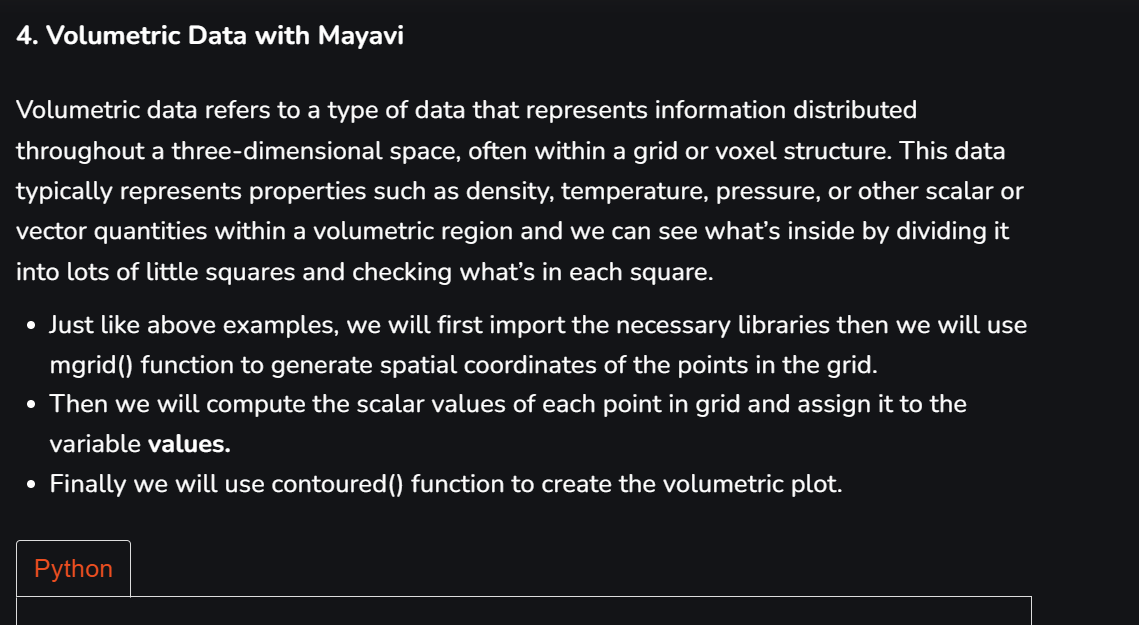 4. Volumetric Data with Mayavi
Volumetric data refers to a type of data that represents information distributed
throughout a three-dimensional space, often within a grid or voxel structure. This data
typically represents properties such as density, temperature, pressure, or other scalar or
vector quantities within a volumetric region and we can see what’s inside by dividing it
into lots of little squares and checking what’s in each square.
• Just like above examples, we will first import the necessary libraries then we will use
mgrid() function to generate spatial coordinates of the points in the grid.
• Then we will compute the scalar values of each point in grid and assign it to the
variable values.
• Finally we will use contoured() function to create the volumetric plot.
Python